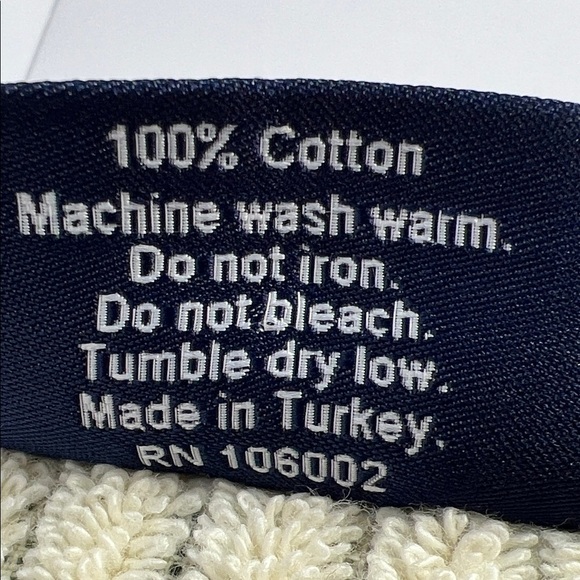 100% Cotton
Machine wash warm.
Do not iron.
Do not bleach.
Tumble dry low.
Made in Turkey.
RN 106002